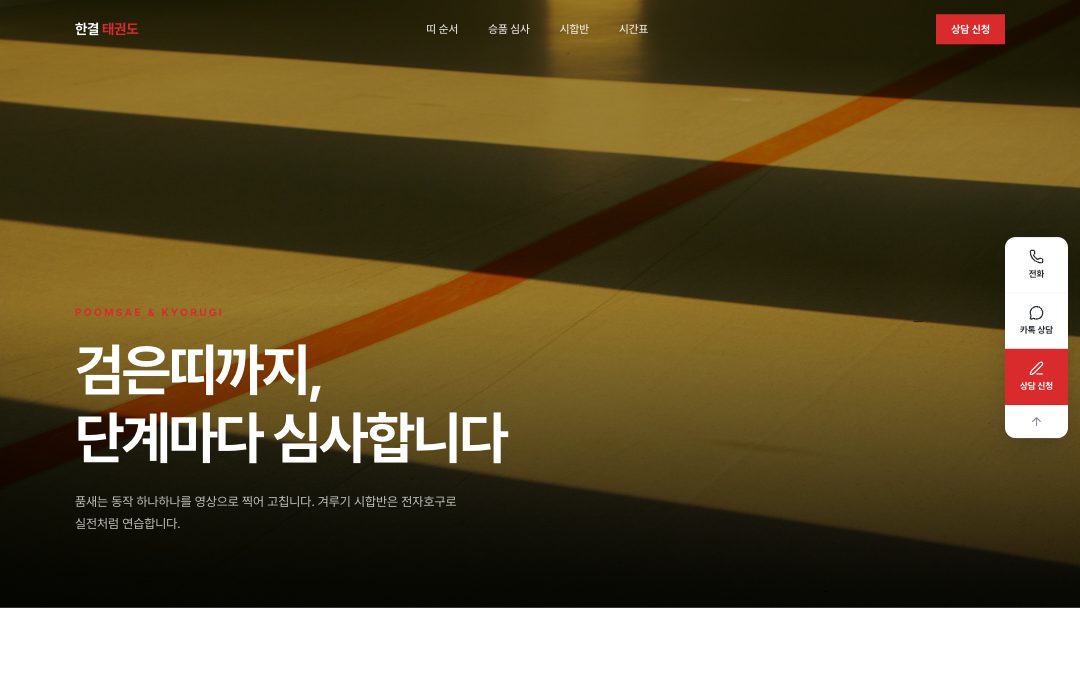 한결 태권도
띠 순서
승품 심사
시합반
시간표
상담 신청
POOMSAE & KYORUGI
검은띠까지,
단계마다 심사합니다
품새는 동작 하나하나를 영상으로 찍어 고칩니다. 겨루기 시합반은 전자호구로
실전처럼 연습합니다.
전화
카톡 상담
상담 신청